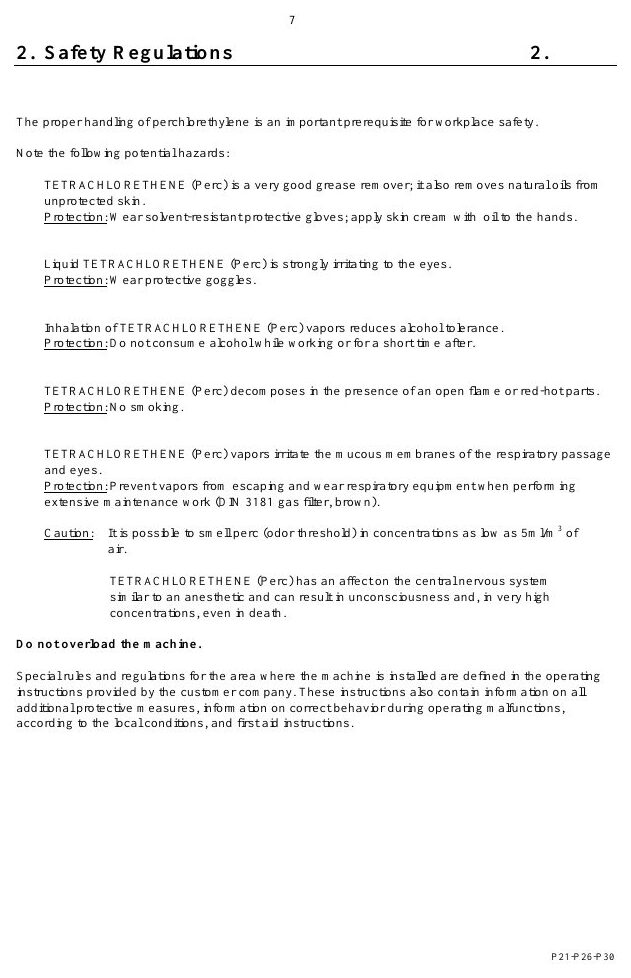 7
2. Safety Regulations 2.
The proper handling of perchlorethylene is an important prerequisite for workplace safety.
Note the following potential hazards:
TETRACHLORETHENE (Perc) is a very good grease remover; it also removes natural oils from
unprotected skin.
Protection: Wear solvent-resistant protective gloves; apply skin cream with oil to the hands.
Liquid TETRACHLORETHENE (Perc) is strongly irritating to the eyes.
Protection: Wear protective goggles.
Inhalation of TETRACHLORETHENE (Perc) vapors reduces alcohol tolerance.
Protection: Do not consume alcohol while working or for a short time after.
TETRACHLORETHENE (Perc) decomposes in the presence of an open flame or red-hot parts.
Protection: No smoking.
TETRACHLORETHENE (Perc) vapors irritate the mucous membranes of the respiratory passage
and eyes.
Protection: Prevent vapors from escaping and wear respiratory equipment when performing
extensive maintenance work (DIN 3181 gas filter, brown).
Caution: It is possible to smell perc (odor threshold) in concentrations as low as 5ml/m³ of
air.
TETRACHLORETHENE (Perc) has an affect on the central nervous system
similar to an anesthetic and can result in unconsciousness and, in very high
concentrations, even in death.
Do not overload the machine.
Special rules and regulations for the area where the machine is installed are defined in the operating
instructions provided by the customer company. These instructions also contain information on all
additional protective measures, information on correct behavior during operating malfunctions,
according to the local conditions, and first aid instructions.
P21-P26-P30